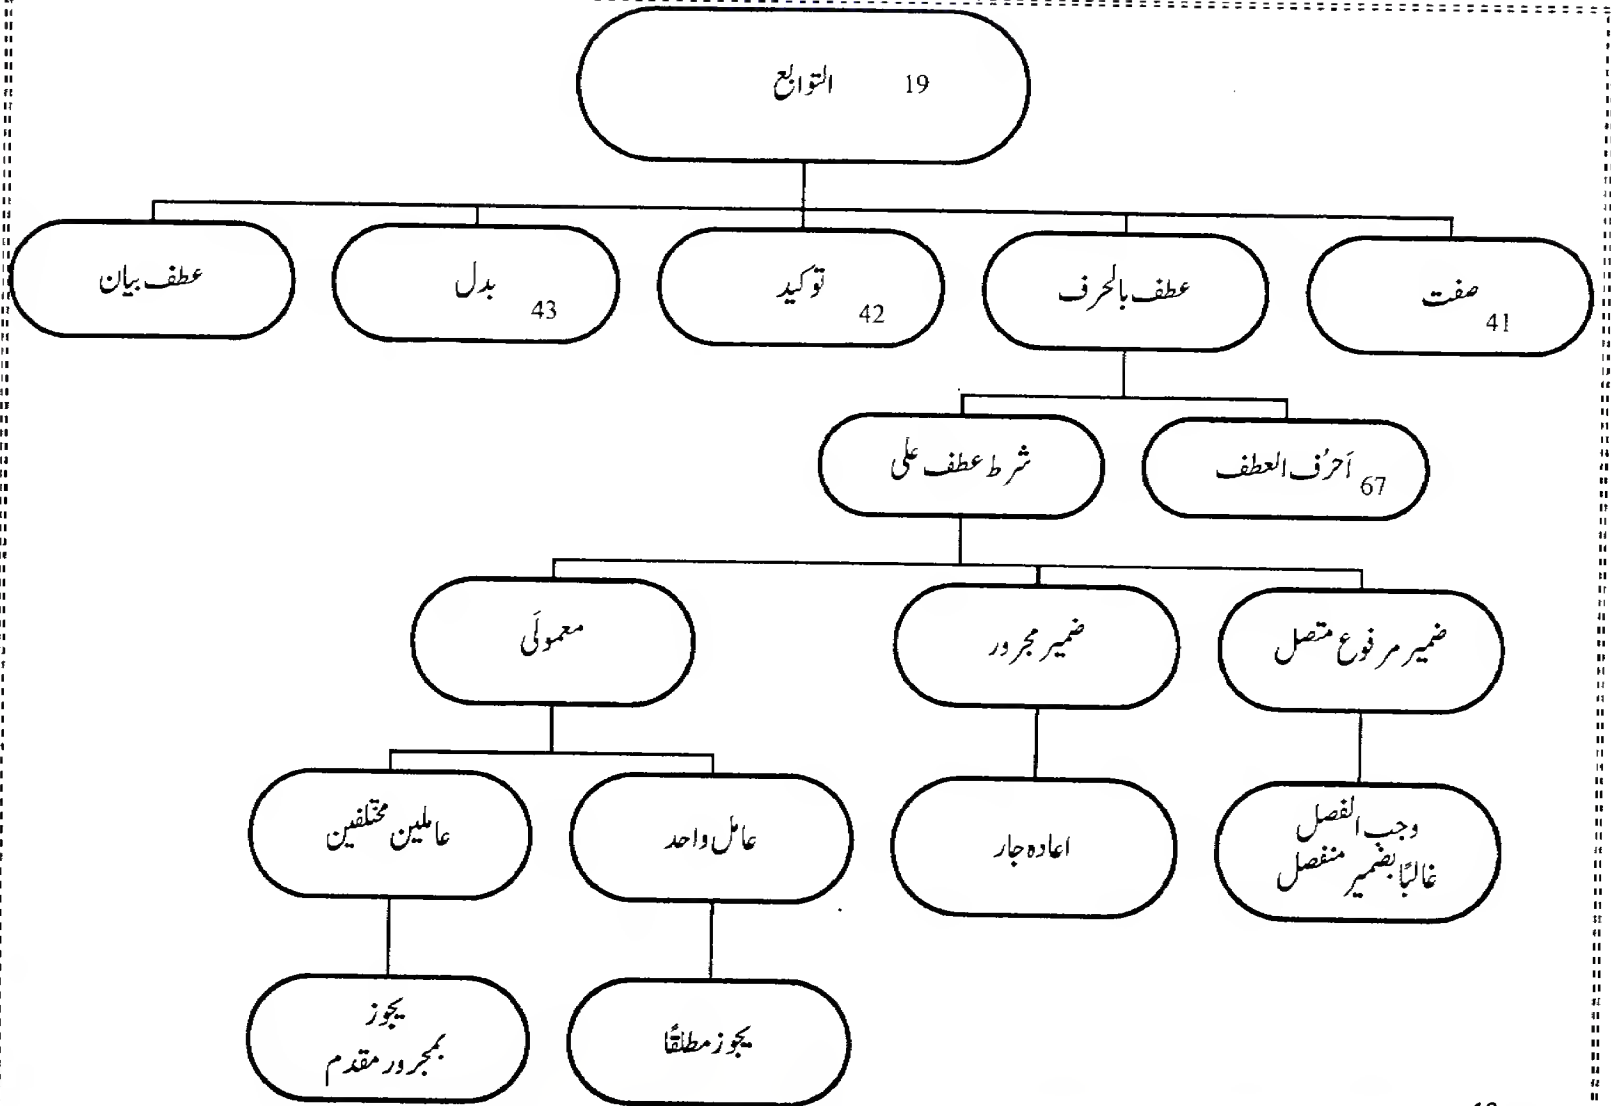 التوابع 19
صفت 41
عطف بالحرف
توکید 42
بدل 43
عطف بیان
أحرُف العطف 67
شرط عطف علی
ضمیر مرفوع متصل
ضمیر مجرور
معمولَی
وجب الفصل
غالبًا بضمیر منفصل
اعادہ جار
عامل واحد
عاملین مختلفین
یجوز مطلقًا
یجوز
بمجرور مقدم